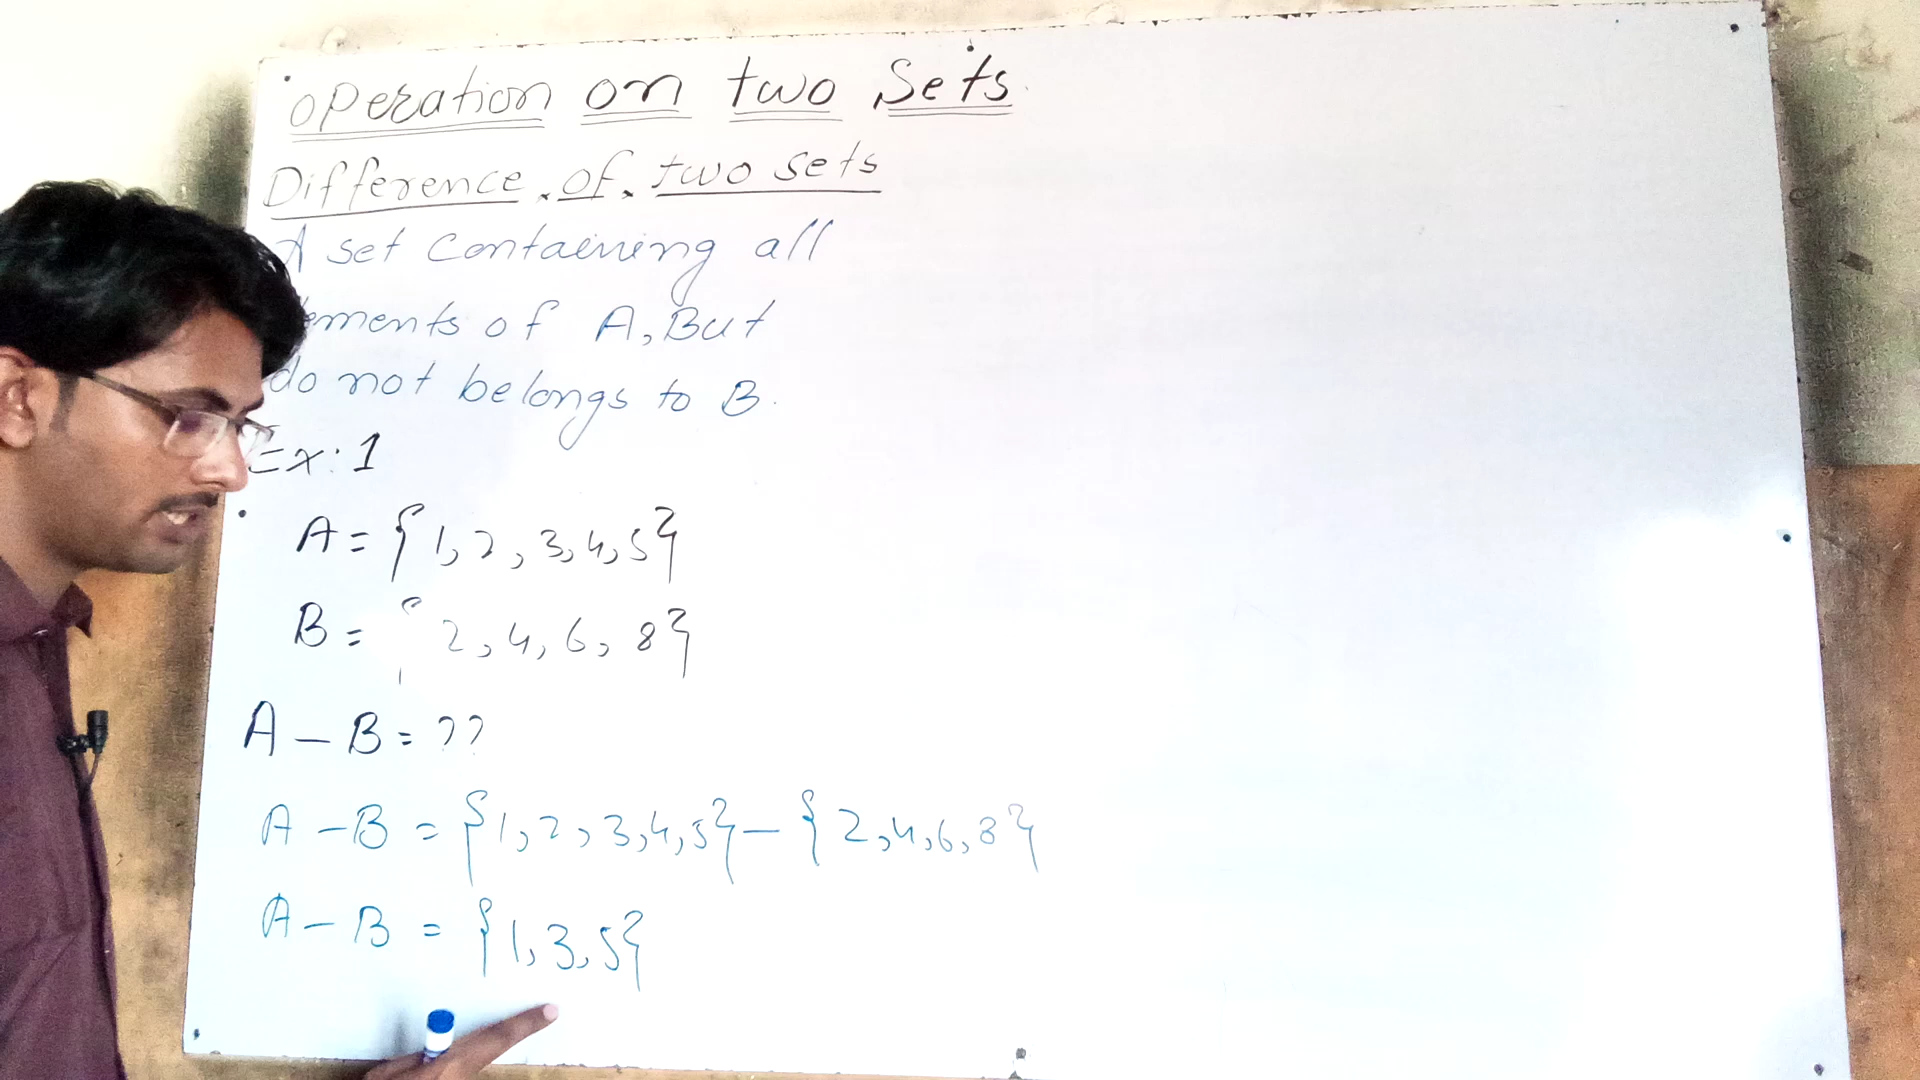 operation on two Sets.
Difference of two sets
A set containing all
ements of A, But
do not belongs to B.
Ex: 1
A = {1, 2, 3, 4, 5}
B = { 2, 4, 6, 8}
A - B = ??
A - B = {1, 2, 3, 4, 5} - {2, 4, 6, 8}
A - B = {1, 3, 5}